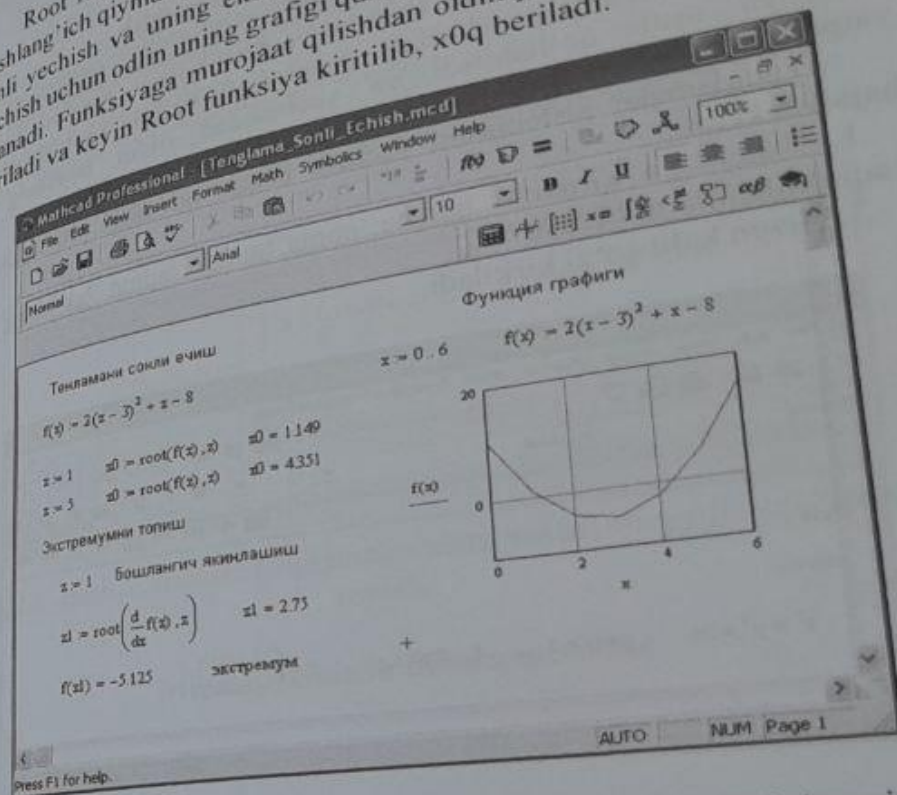 Root
shlang'ich qiym
li yechish va uning
chish uchun odlin uning grafigi
anadi. Funksiyaga murojaat qilishdan
riladi va keyin Root funksiya kiritilib, x0q beriladi.
Mathcad Professional - [Tenglama_Sonli_Echish.mcd]
File Edit View Insert Format Math Symbolics Window Help
100%
Normal Arial 10 B I U
Тенгламани сонли ечиш
f(x) := 2(x - 3)² + x - 8
x := 1 x0 := root(f(x), x) x0 = 1.149
x := 5 x0 := root(f(x), x) x0 = 4.351
Экстремумни топиш
x := 1 бошлангич якинлашиш
x1 := root(d/dx f(x), x) x1 = 2.75
f(x1) = -5.125 экстремум
Функция графиги
x := 0 .. 6 f(x) := 2(x - 3)² + x - 8
20
f(x)
0
0 2 4 6
x
AUTO NUM Page 1
Press F1 for help.